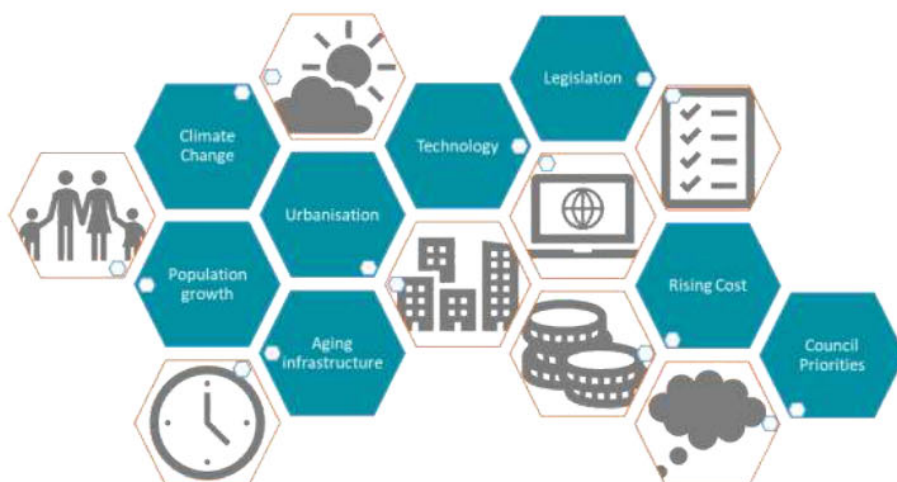 Legislation
Climate
Change
Technology
Urbanisation
Population
growth
Rising Cost
Aging
infrastructure
Council
Priorities